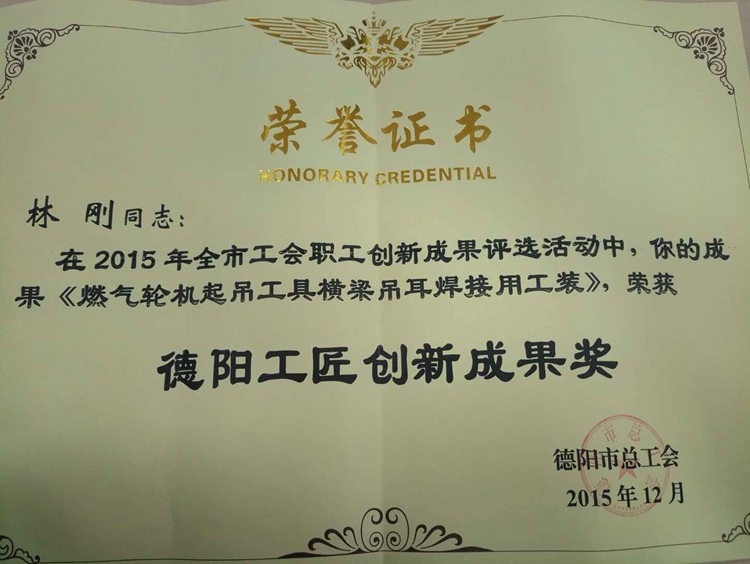 荣誉证书
HONORARY CREDENTIAL
林 刚同志：
在2015年全市工会职工创新成果评选活动中，你的成
果《燃气轮机起吊工具横梁吊耳焊接用工装》，荣获
德阳工匠创新成果奖
德阳市总工会
2015年12月